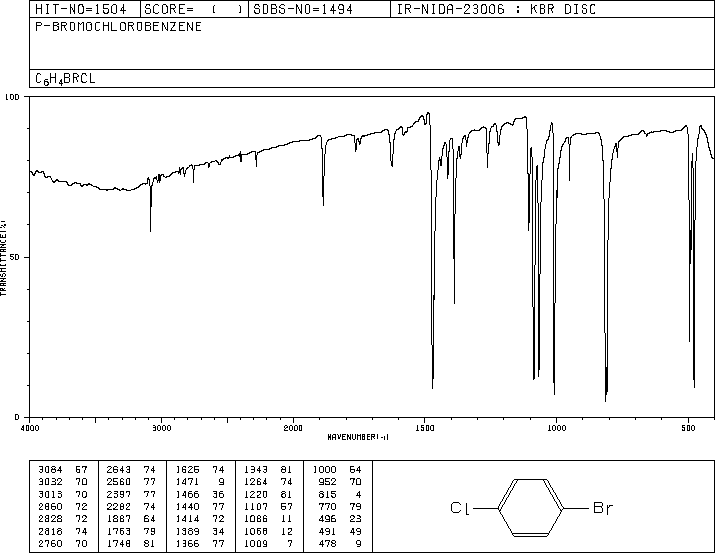 HIT-NO=1504 SCORE= ( ) SDBS-NO=1494 IR-NIDA-23006 : KBR DISC
P-BROMOCHLOROBENZENE
C6H4BRCL
100
50
0
TRANSMITTANCE(%)
4000 3000 2000 1500 1000 500
WAVENUMBER(-1)
3084 57 2643 74 1625 74 1343 81 1000 64
3032 70 2560 77 1471 9 1264 74 952 70
3013 70 2397 77 1466 36 1220 81 815 4
2860 72 2282 74 1440 77 1107 57 770 79
2828 72 1887 64 1414 72 1086 11 496 23
2818 74 1763 79 1389 34 1068 12 491 49
2760 70 1748 81 1366 77 1009 7 478 9
Cl Br